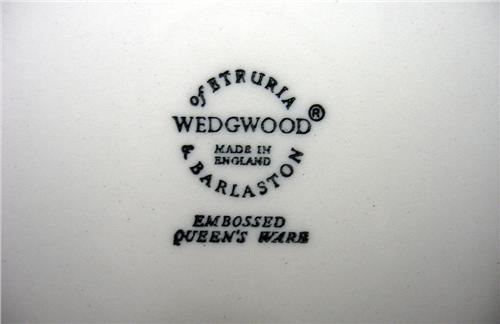 of ETRURIA
WEDGWOOD®
MADE IN
ENGLAND
& BARLASTON
EMBOSSED
QUEEN'S WARE